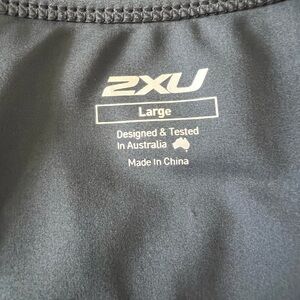 2XU
Large
Designed & Tested
In Australia
Made In China